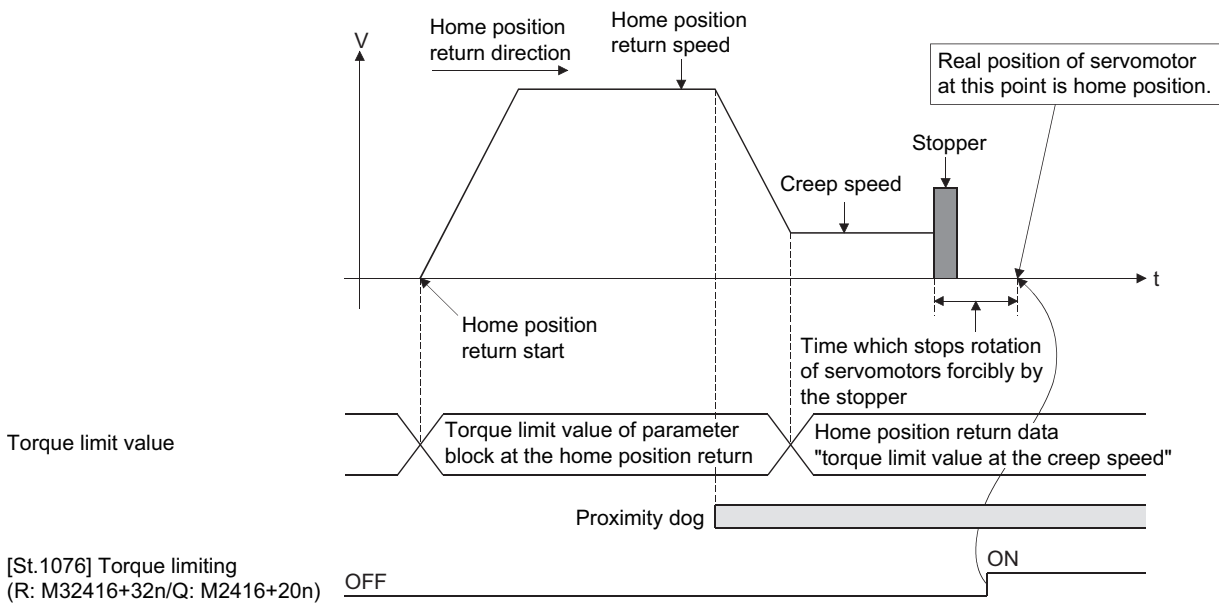 Home position
return direction
Home position
return speed
V
Real position of servomotor
at this point is home position.
Stopper
Creep speed
t
Home position
return start
Time which stops rotation
of servomotors forcibly by
the stopper
Torque limit value
Torque limit value of parameter
block at the home position return
Home position return data
"torque limit value at the creep speed"
Proximity dog
[St.1076] Torque limiting
(R: M32416+32n/Q: M2416+20n)
OFF
ON